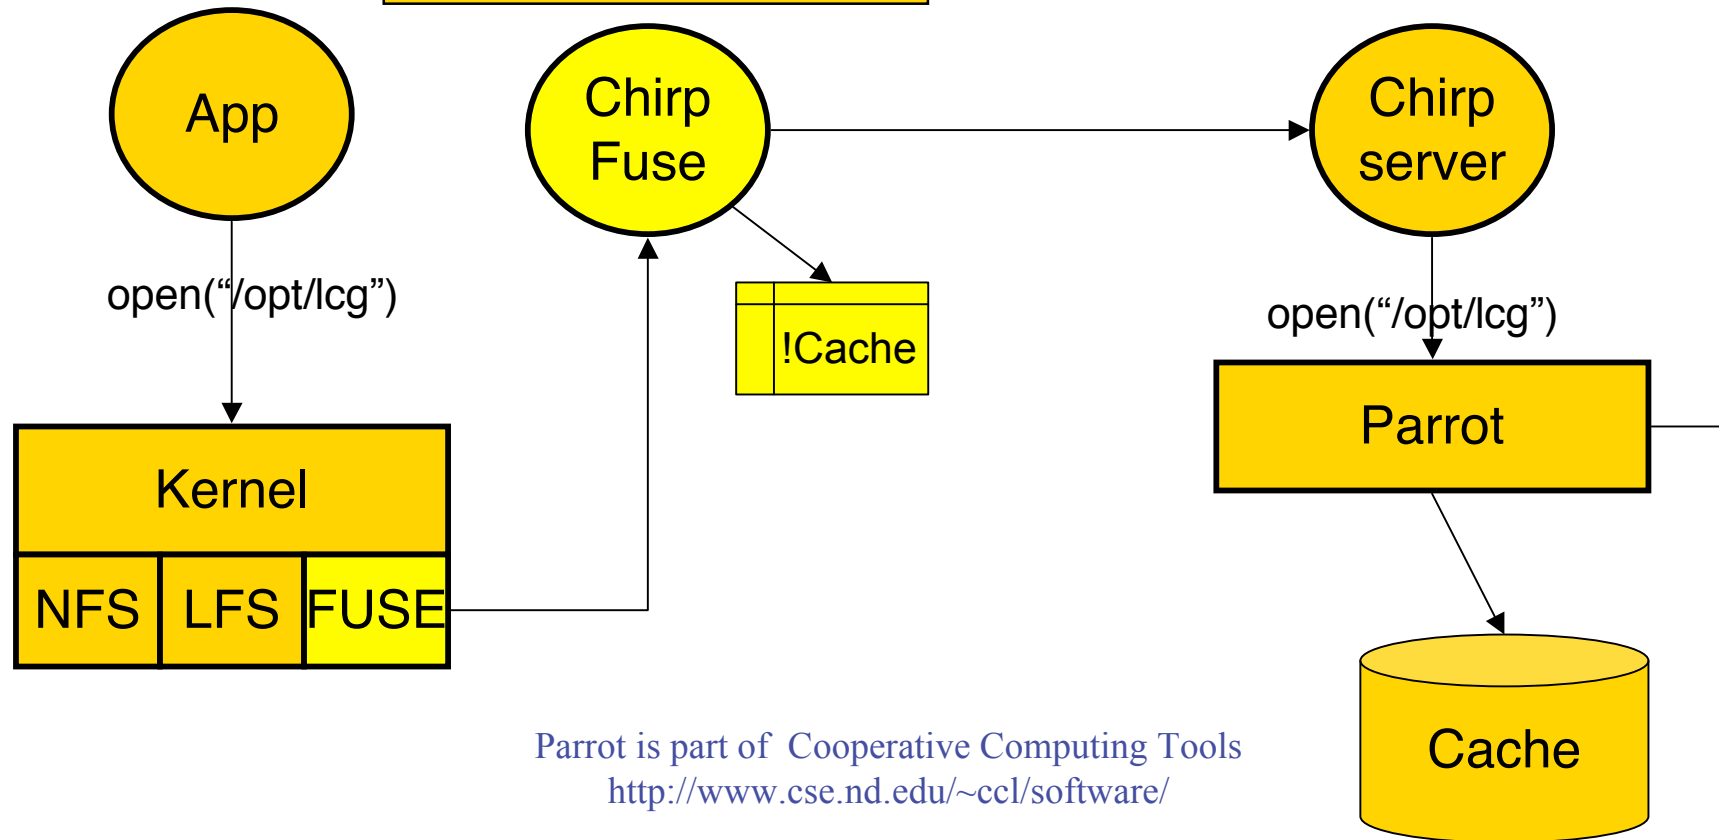 App
Chirp
Fuse
Chirp
server
open(“/opt/lcg”)
!Cache
open(“/opt/lcg”)
Kernel
NFS
LFS
FUSE
Parrot
Cache
Parrot is part of  Cooperative Computing Tools
http://www.cse.nd.edu/~ccl/software/